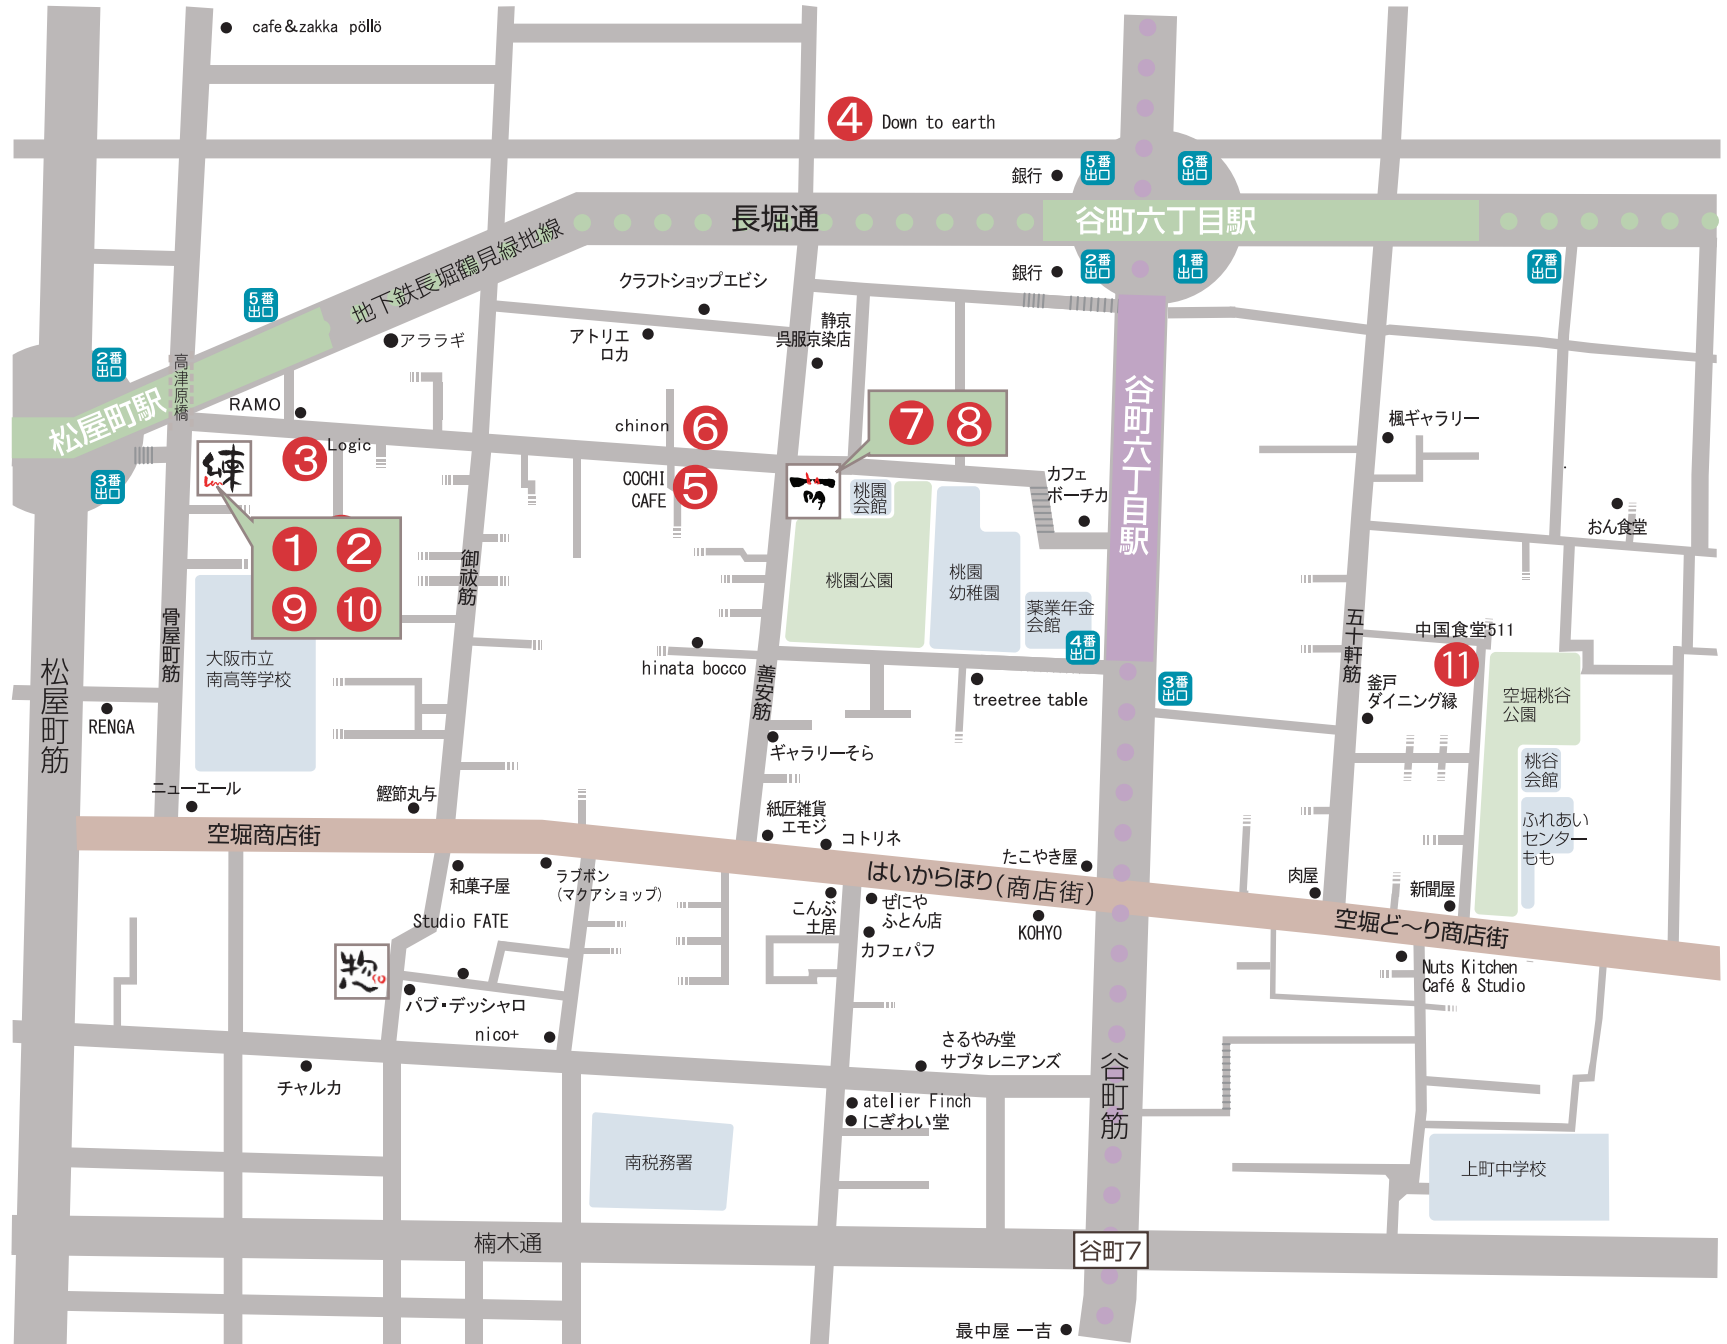 cafe&zakka pöllö
4 Down to earth
銀行
5番
出口
6番
出口
長堀通
谷町六丁目駅
地下鉄長堀鶴見緑地線
銀行
2番
出口
1番
出口
7番
出口
5番
出口
クラフトショップエビシ
アトリエ
ロカ
静京
呉服京染店
アララギ
2番
出口
高津原橋
松屋町駅
RAMO
3 Logic
chinon 6
7 8
谷町六丁目駅
楓ギャラリー
3番
出口
練
COCHI
CAFE 5
萌
桃園
会館
カフェ
ボーチカ
おん食堂
1 2
9 10
御祓筋
桃園公園
桃園
幼稚園
薬業年金
会館
4番
出口
骨屋町筋
大阪市立
南高等学校
hinata bocco
善安筋
treetree table
3番
出口
五十軒筋
中国食堂511
11
釜戸
ダイニング縁
空堀桃谷
公園
松屋町筋
RENGA
ギャラリーそら
桃谷
会館
ニューエール
鰹節丸与
紙匠雑貨
エモジ
コトリネ
ふれあい
センター
もも
空堀商店街
はいからほり(商店街)
たこやき屋
和菓子屋
ラブボン
(マクアショップ)
こんぶ
土居
ぜにや
ふとん店
肉屋
新聞屋
Studio FATE
カフェパフ
KOHYO
空堀ど〜り商店街
惣
パブ・デッシャロ
Nuts Kitchen
Café & Studio
nico+
さるやみ堂
サブタレニアンズ
チャルカ
谷町筋
atelier Finch
にぎわい堂
南税務署
上町中学校
楠木通
谷町7
最中屋 一吉